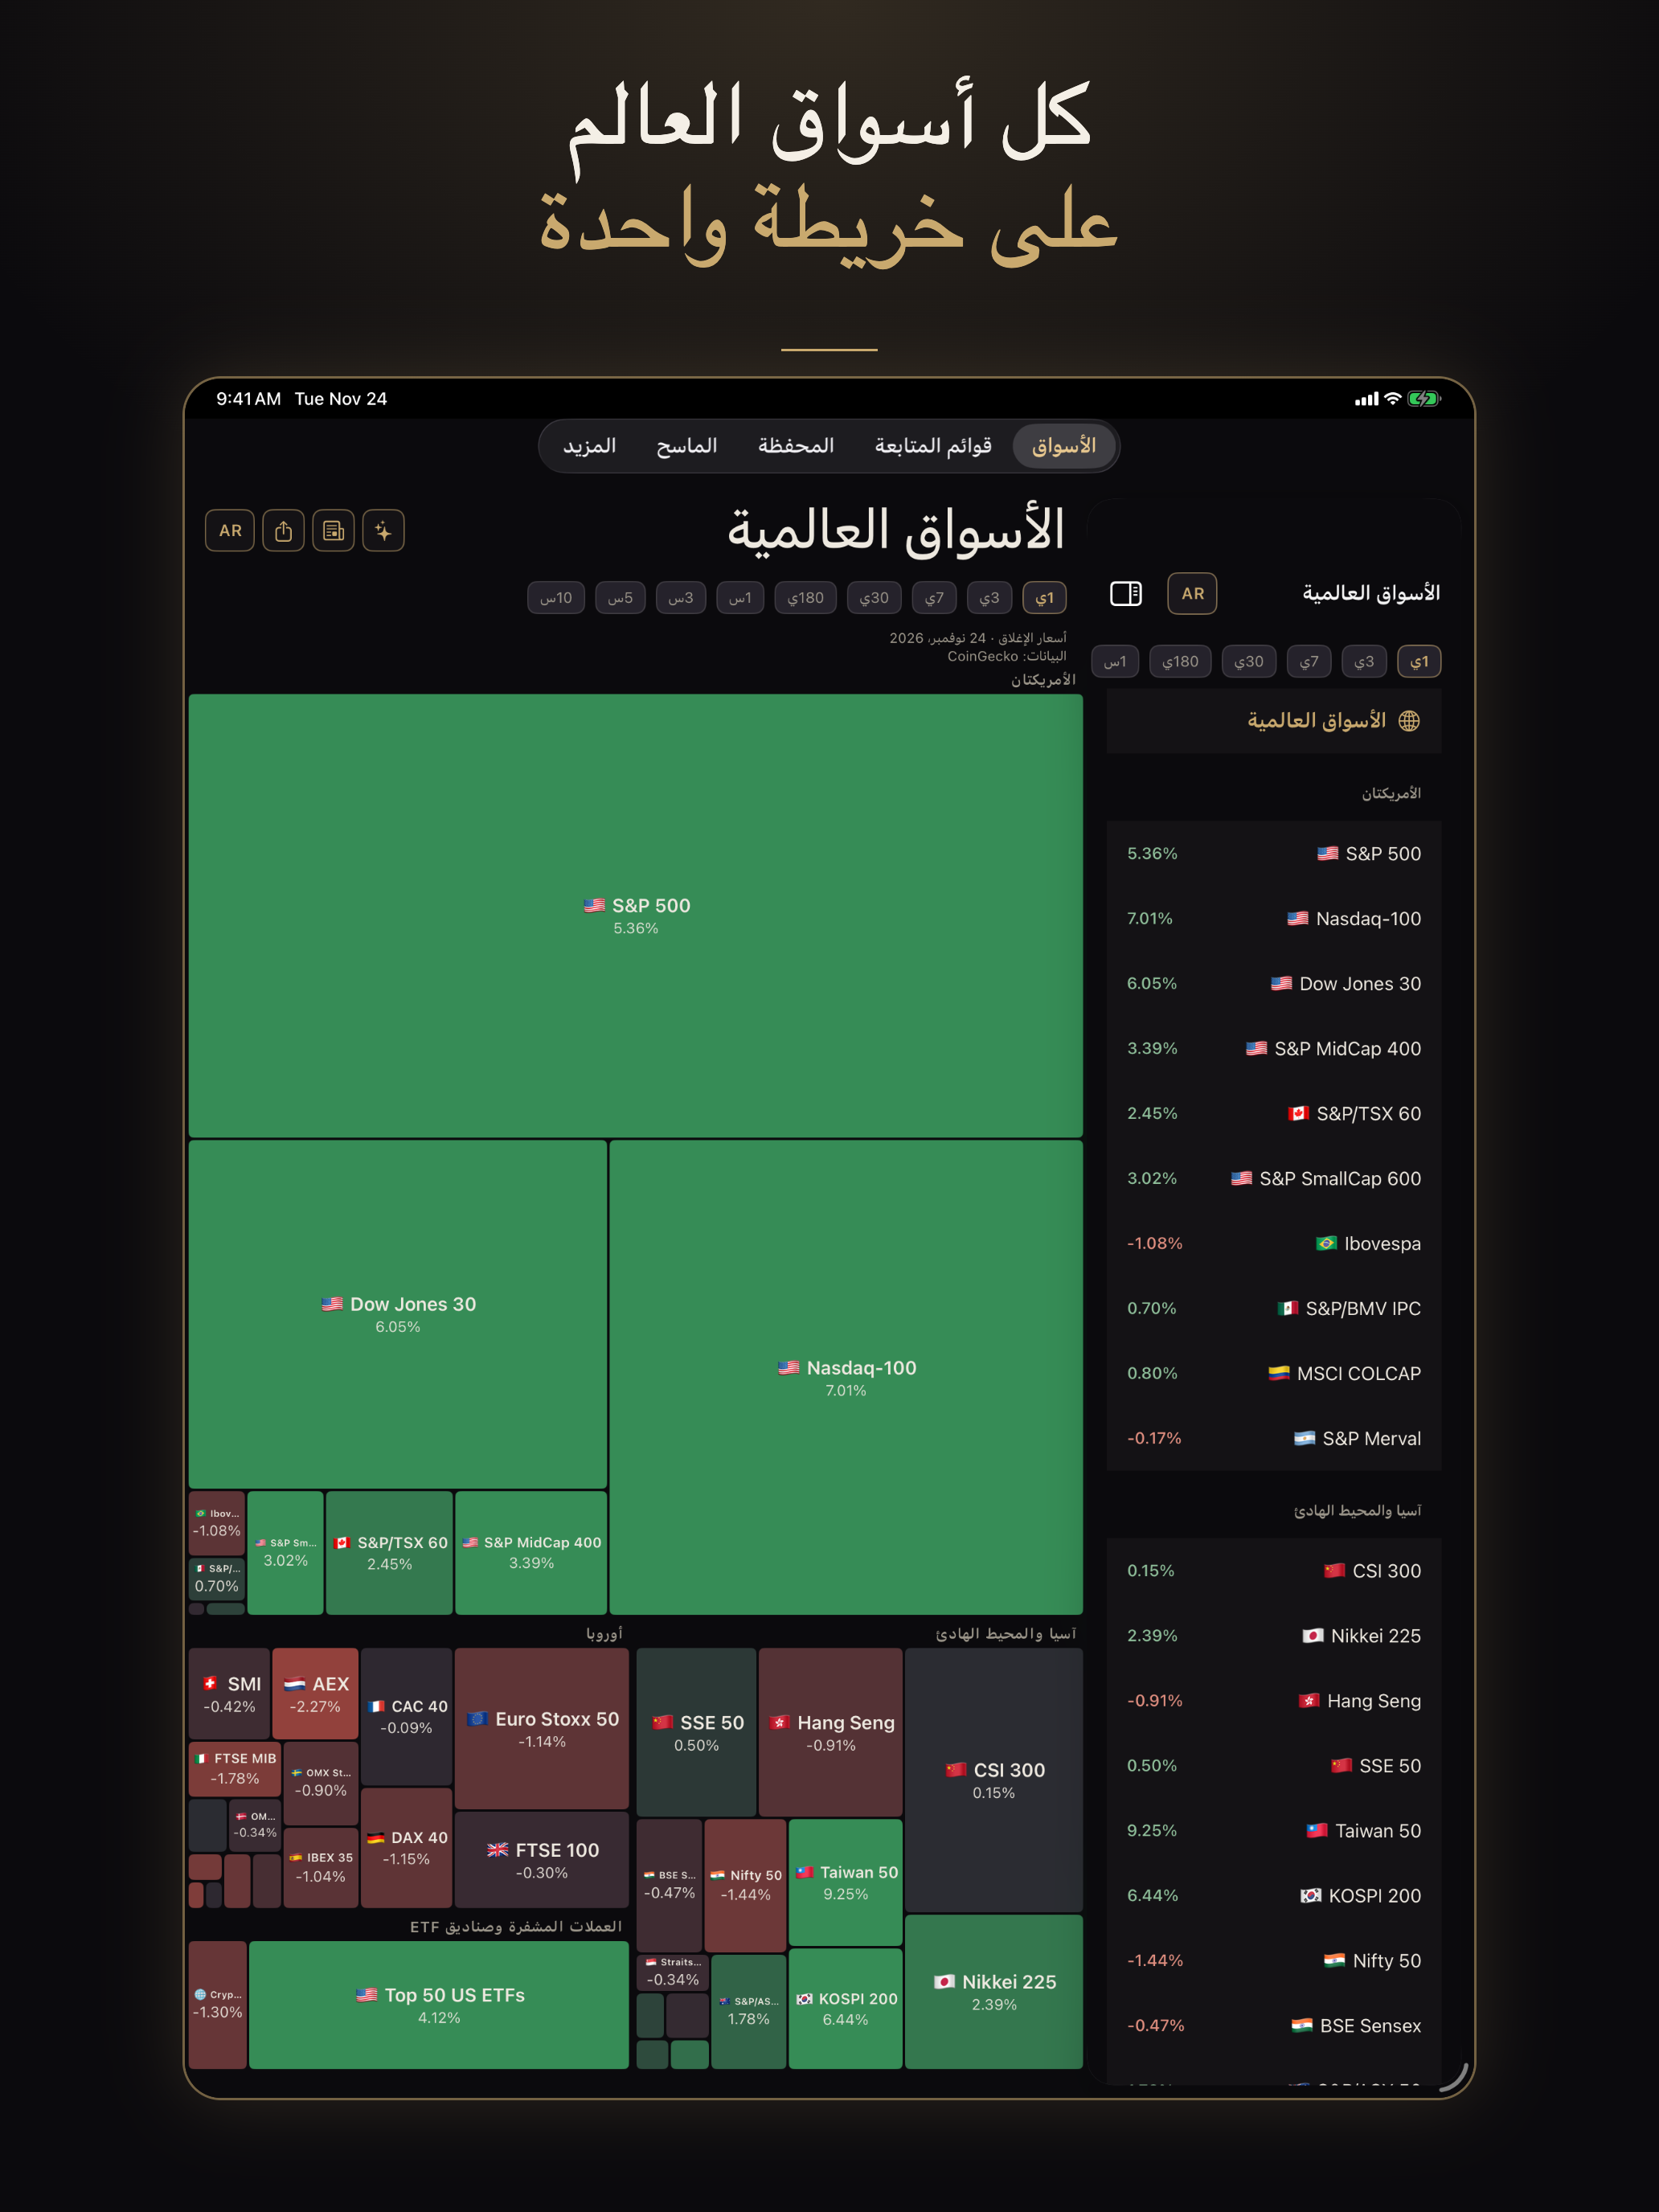 كل أسواق العالم
على خريطة واحدة
9:41 AM Tue Nov 24
الأسواق
قوائم المتابعة
المحفظة
الماسح
المزيد
الأسواق العالمية
AR
1ي
3ي
7ي
30ي
180ي
1س
الأسواق العالمية
الأمريكتان
S&P 500 5.36%
Nasdaq-100 7.01%
Dow Jones 30 6.05%
S&P MidCap 400 3.39%
S&P/TSX 60 2.45%
S&P SmallCap 600 3.02%
Ibovespa -1.08%
S&P/BMV IPC 0.70%
MSCI COLCAP 0.80%
S&P Merval -0.17%
آسيا والمحيط الهادئ
CSI 300 0.15%
Nikkei 225 2.39%
Hang Seng -0.91%
SSE 50 0.50%
Taiwan 50 9.25%
KOSPI 200 6.44%
Nifty 50 -1.44%
BSE Sensex -0.47%
الأسواق العالمية
AR
1ي
3ي
7ي
30ي
180ي
1س
3س
5س
10س
أسعار الإغلاق · 24 نوفمبر، 2026
البيانات: CoinGecko
الأمريكتان
S&P 500
5.36%
Nasdaq-100
7.01%
Dow Jones 30
6.05%
S&P MidCap 400
3.39%
S&P/TSX 60
2.45%
S&P Sm...
3.02%
Ibov...
-1.08%
S&P/...
0.70%
آسيا والمحيط الهادئ
CSI 300
0.15%
Hang Seng
-0.91%
SSE 50
0.50%
Nikkei 225
2.39%
Taiwan 50
9.25%
Nifty 50
-1.44%
BSE S...
-0.47%
KOSPI 200
6.44%
S&P/AS...
1.78%
Straits...
-0.34%
أوروبا
Euro Stoxx 50
-1.14%
FTSE 100
-0.30%
CAC 40
-0.09%
DAX 40
-1.15%
AEX
-2.27%
SMI
-0.42%
OMX St...
-0.90%
FTSE MIB
-1.78%
IBEX 35
-1.04%
OM...
-0.34%
العملات المشفرة وصناديق ETF
Top 50 US ETFs
4.12%
Cryp...
-1.30%